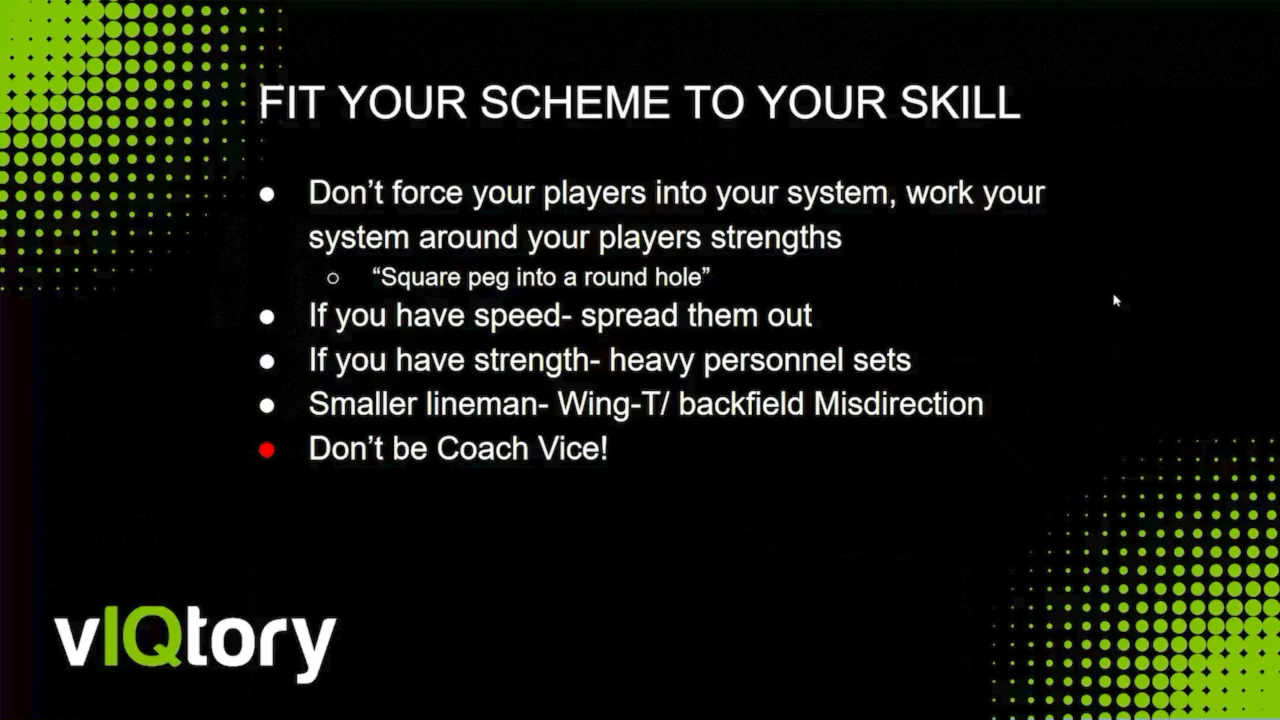 FIT YOUR SCHEME TO YOUR SKILL
● Don’t force your players into your system, work your
system around your players strengths
○ “Square peg into a round hole”
● If you have speed- spread them out
● If you have strength- heavy personnel sets
● Smaller lineman- Wing-T/ backfield Misdirection
● Don’t be Coach Vice!
vIQtory